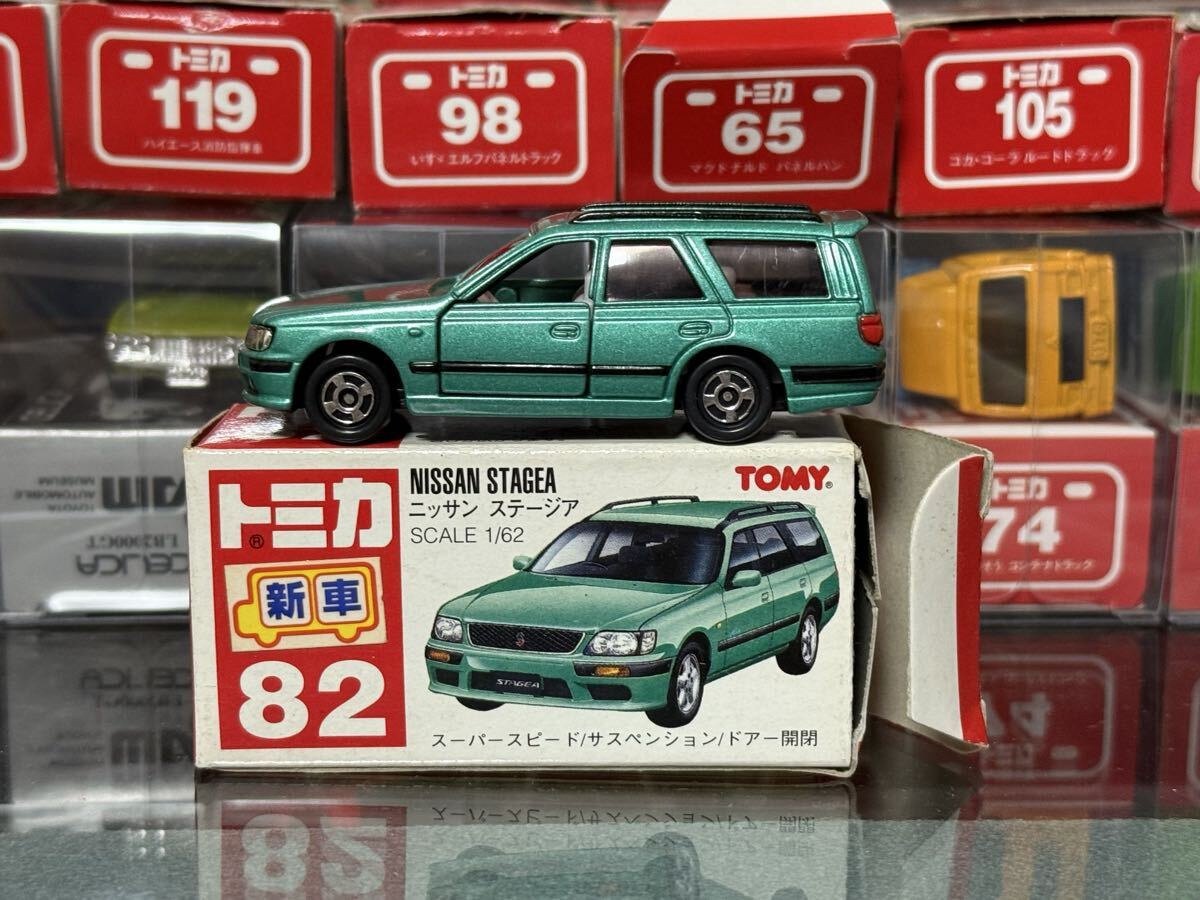 トミカ
119
ハイエース消防指揮車
トミカ
98
いすゞ エルフパネルトラック
トミカ
65
マクドナルド パネルバン
トミカ
105
コカ・コーラ ルートトラック
トミカ
74
コンテナトラック
TOYOTA
AUTOMOBILE
MUSEUM
CELICA
LB2000GT
トミカ®
新車
82
NISSAN STAGEA
ニッサン ステージア
SCALE 1/62
TOMY®
STAGEA
スーパースピード/サスペンション/ドアー開閉